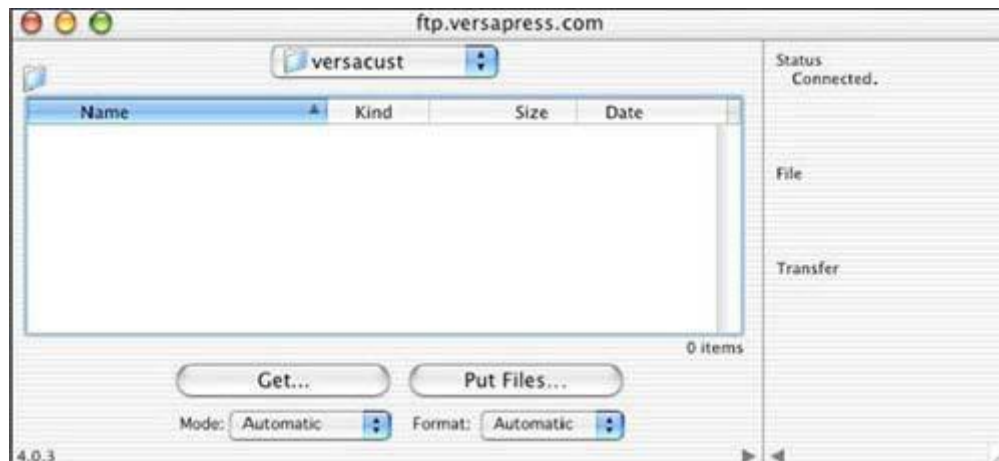 ftp.versapress.com
versacust
Name Kind Size Date
0 items
Get... Put Files...
Mode: Automatic Format: Automatic
4.0.3
Status
Connected.
File
Transfer